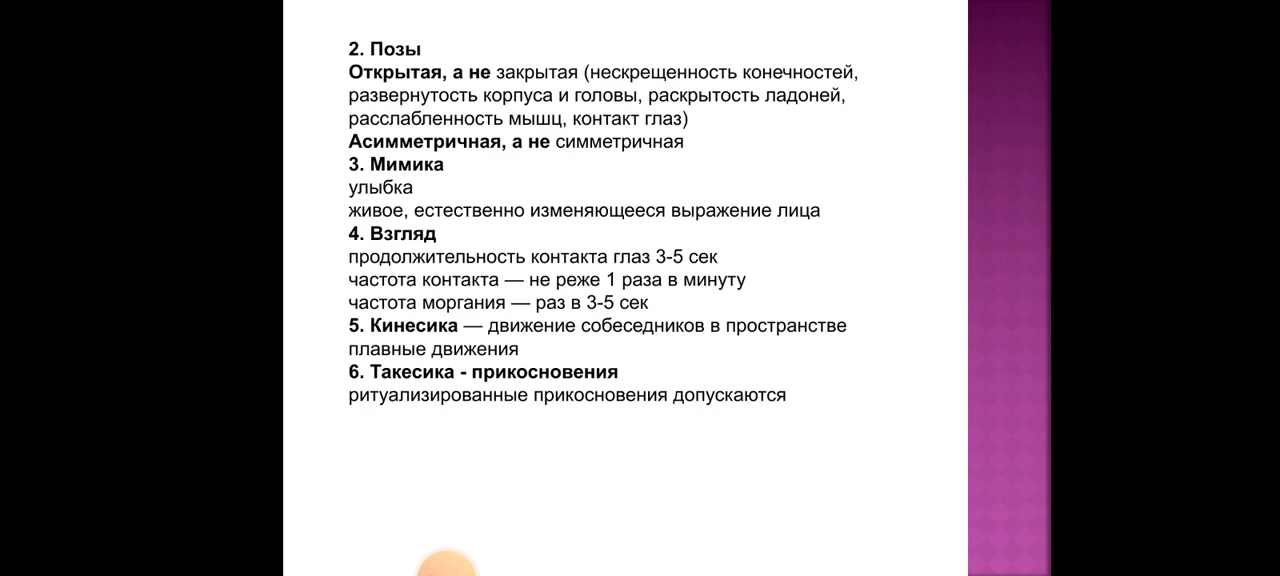 2. Позы
Открытая, а не закрытая (нескрещенность конечностей,
развернутость корпуса и головы, раскрытость ладоней,
расслабленность мышц, контакт глаз)
Асимметричная, а не симметричная
3. Мимика
улыбка
живое, естественно изменяющееся выражение лица
4. Взгляд
продолжительность контакта глаз 3-5 сек
частота контакта — не реже 1 раза в минуту
частота моргания — раз в 3-5 сек
5. Кинесика — движение собеседников в пространстве
плавные движения
6. Такесика - прикосновения
ритуализированные прикосновения допускаются